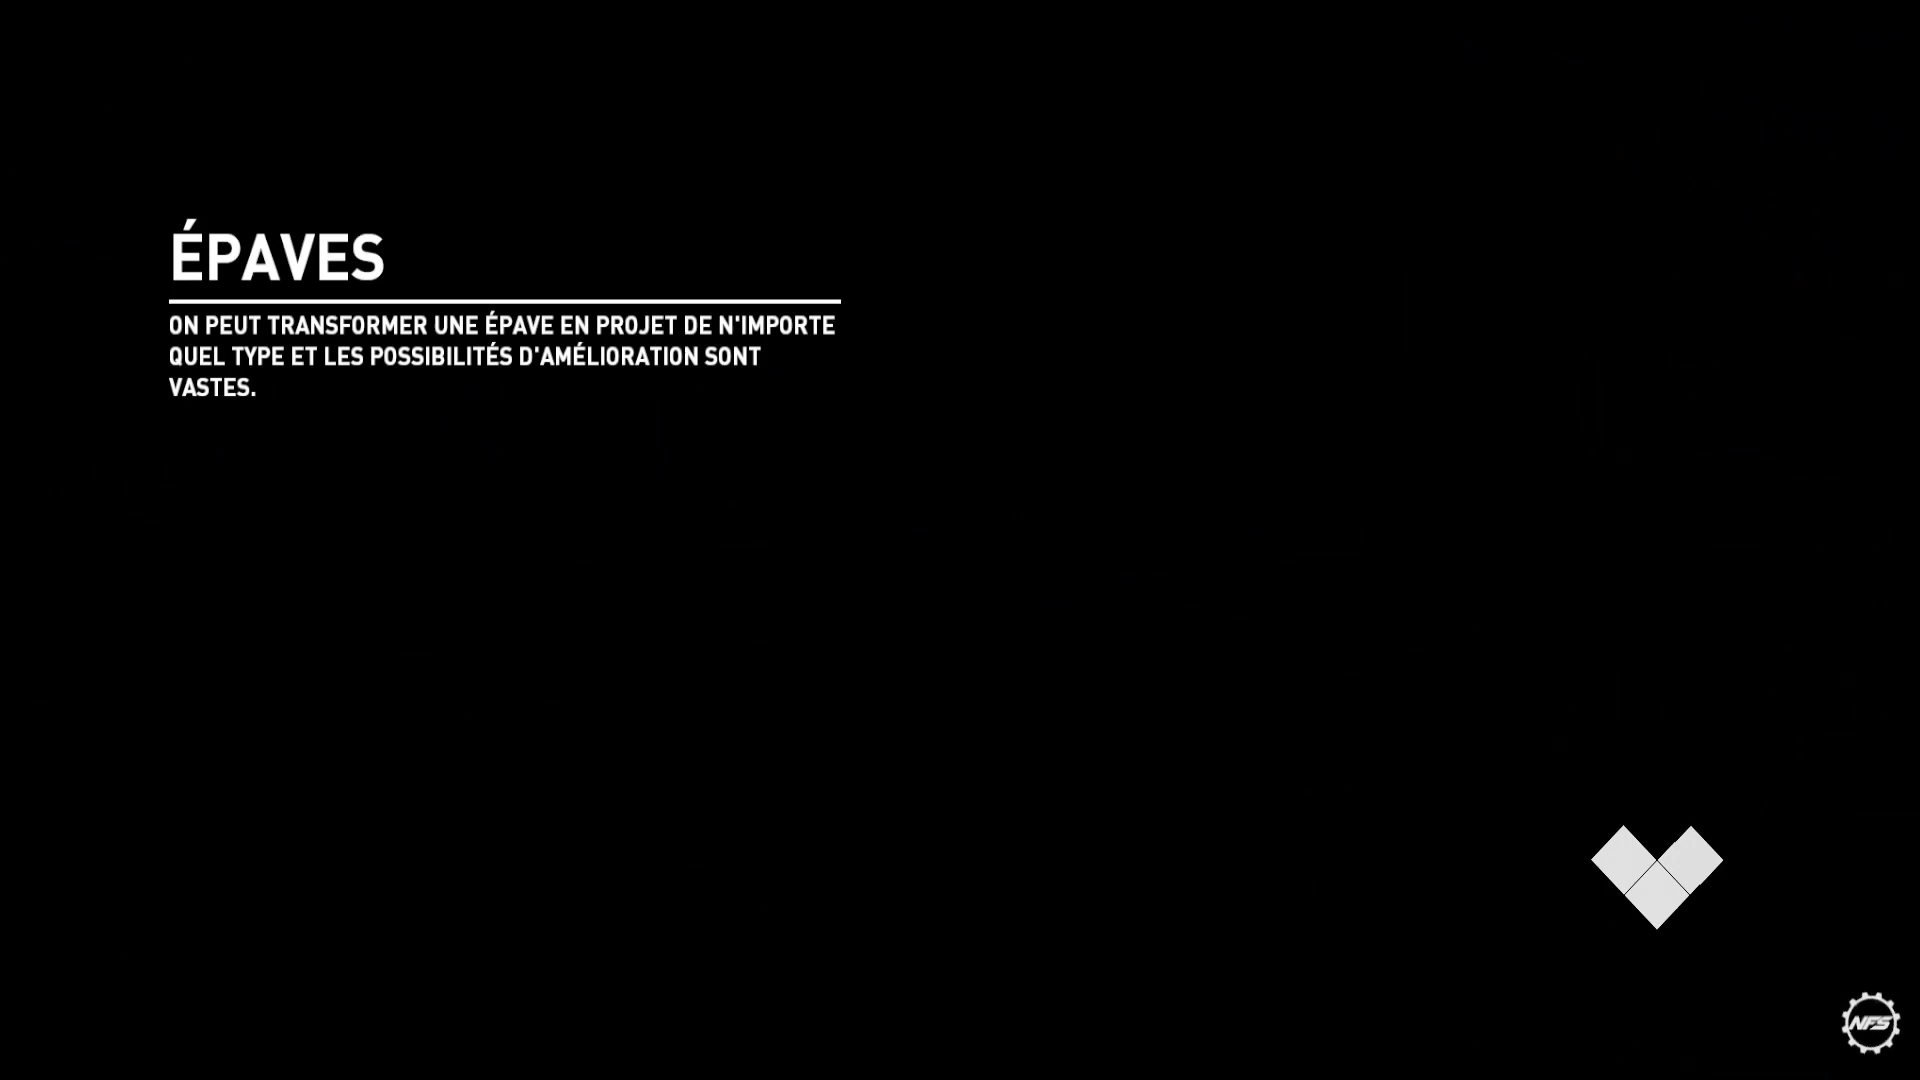 ÉPAVES
ON PEUT TRANSFORMER UNE ÉPAVE EN PROJET DE N'IMPORTE
QUEL TYPE ET LES POSSIBILITÉS D'AMÉLIORATION SONT
VASTES.
NFS